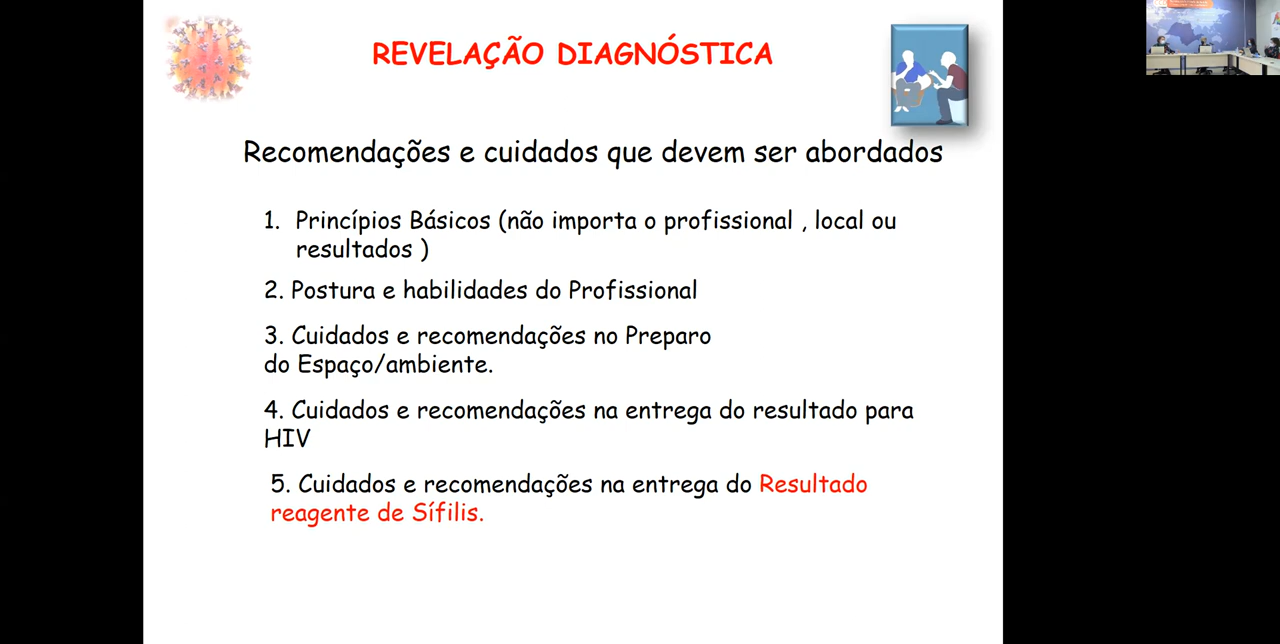 REVELAÇÃO DIAGNÓSTICA
Recomendações e cuidados que devem ser abordados
1. Princípios Básicos (não importa o profissional , local ou
resultados )
2. Postura e habilidades do Profissional
3. Cuidados e recomendações no Preparo
do Espaço/ambiente.
4. Cuidados e recomendações na entrega do resultado para
HIV
5. Cuidados e recomendações na entrega do Resultado
reagente de Sífilis.